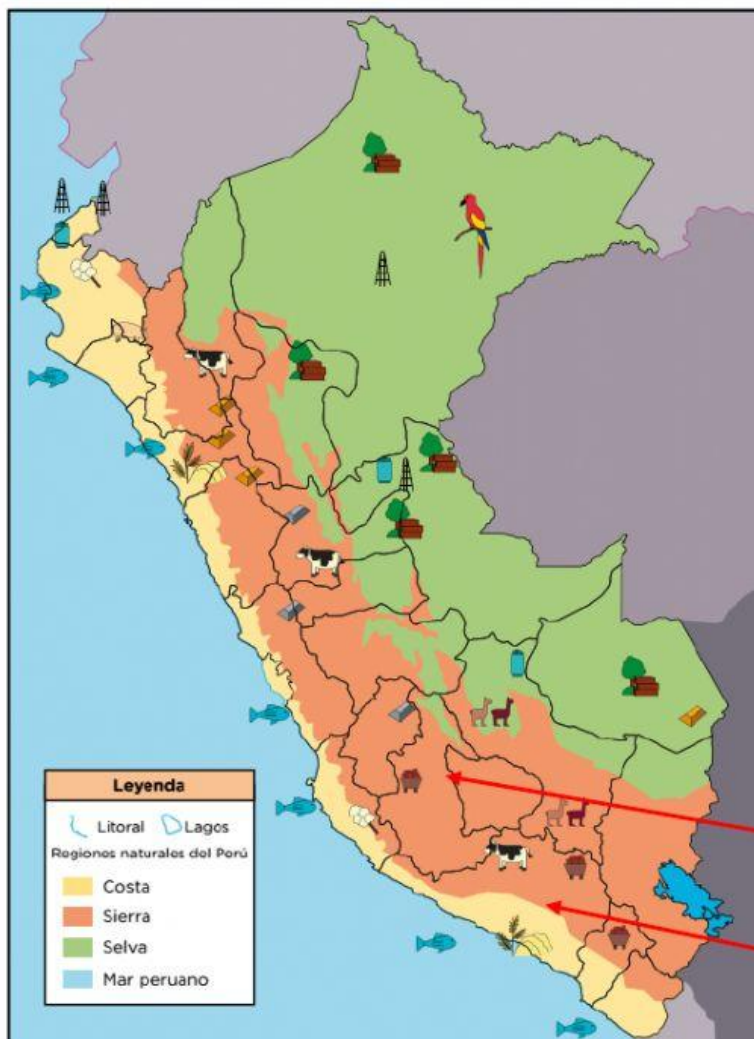 Leyenda
Litoral Lagos
Regiones naturales del Perú
Costa
Sierra
Selva
Mar peruano